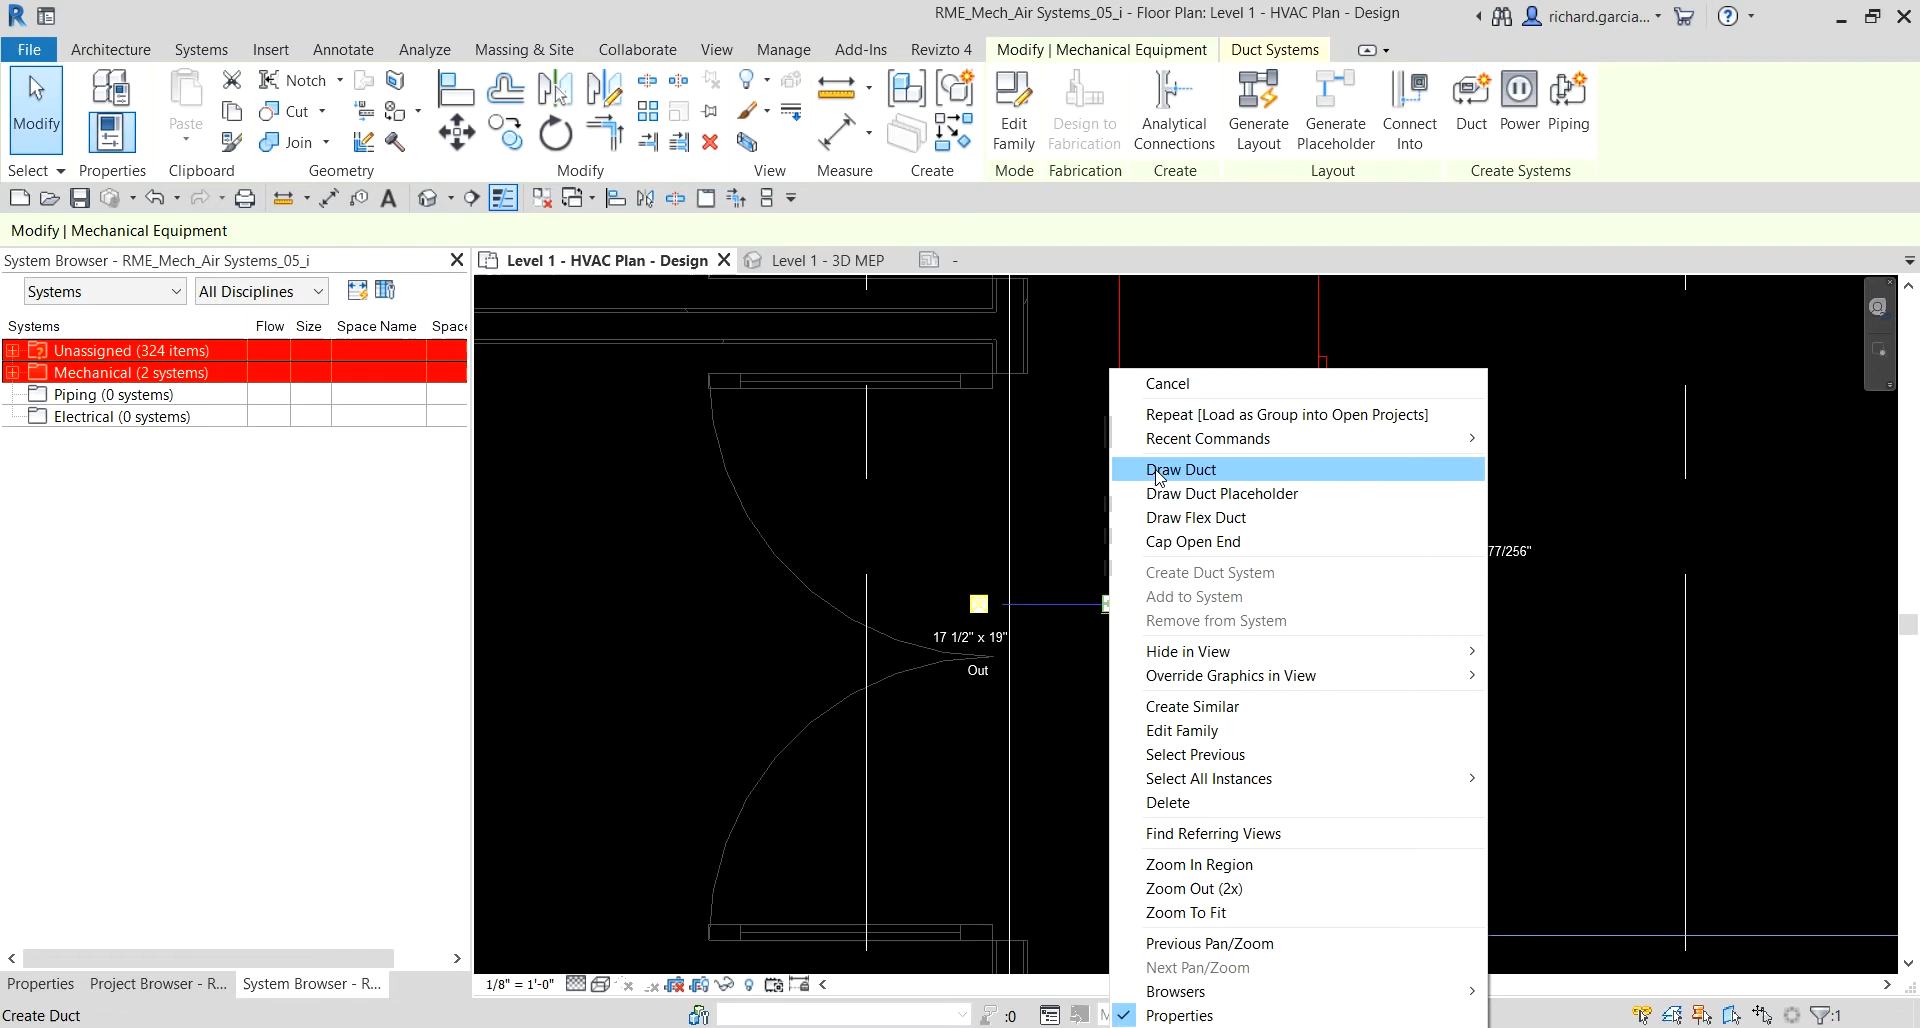 RME_Mech_Air Systems_05_i - Floor Plan: Level 1 - HVAC Plan - Design
richard.garcia...
File Architecture Systems Insert Annotate Analyze Massing & Site Collaborate View Manage Add-Ins Revizto 4 Modify | Mechanical Equipment Duct Systems
Modify
Paste
Notch
Cut
Join
Edit Family
Design to Fabrication
Analytical Connections
Generate Layout
Generate Placeholder
Connect Into
Duct Power Piping
Select Properties Clipboard Geometry Modify View Measure Create Mode Fabrication Create Layout Create Systems
Modify | Mechanical Equipment
System Browser - RME_Mech_Air Systems_05_i
Level 1 - HVAC Plan - Design
Level 1 - 3D MEP
-
Systems
All Disciplines
Systems Flow Size Space Name Space
Unassigned (324 items)
Mechanical (2 systems)
Piping (0 systems)
Electrical (0 systems)
17 1/2" x 19"
Out
77/256"
Cancel
Repeat [Load as Group into Open Projects]
Recent Commands
Draw Duct
Draw Duct Placeholder
Draw Flex Duct
Cap Open End
Create Duct System
Add to System
Remove from System
Hide in View
Override Graphics in View
Create Similar
Edit Family
Select Previous
Select All Instances
Delete
Find Referring Views
Zoom In Region
Zoom Out (2x)
Zoom To Fit
Previous Pan/Zoom
Next Pan/Zoom
Browsers
Properties
Properties Project Browser - R... System Browser - R...
1/8" = 1'-0"
Create Duct
:0
M
:1